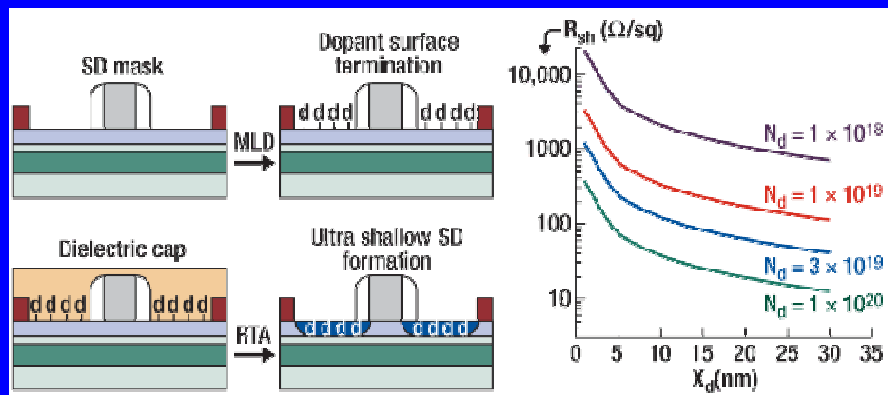 SD mask
Dopant surface
termination
d d d d
d d d d
MLD
Dielectric cap
d d d d
d d d d
Ultra shallow SD
formation
d d d d
d d d d
RTA
R_sh (Ω/sq)
10,000
1000
100
10
N_d = 1 × 10^18
N_d = 1 × 10^19
N_d = 3 × 10^19
N_d = 1 × 10^20
0 5 10 15 20 25 30 35
X_d(nm)